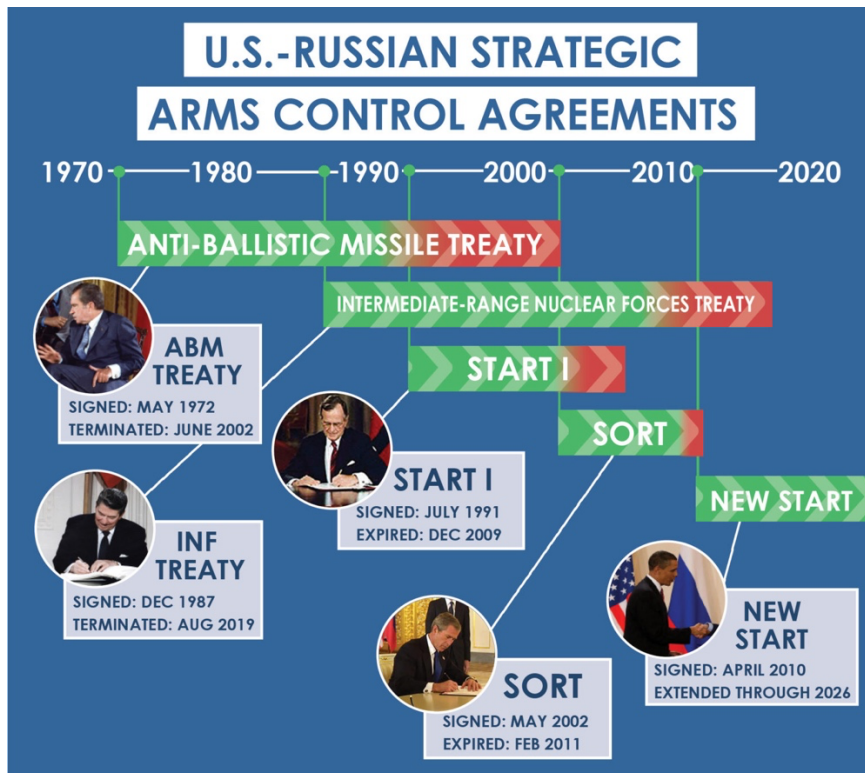 U.S.-RUSSIAN STRATEGIC
ARMS CONTROL AGREEMENTS
1970 1980 1990 2000 2010 2020
ANTI-BALLISTIC MISSILE TREATY
INTERMEDIATE-RANGE NUCLEAR FORCES TREATY
START I
SORT
NEW START
ABM
TREATY
SIGNED: MAY 1972
TERMINATED: JUNE 2002
INF
TREATY
SIGNED: DEC 1987
TERMINATED: AUG 2019
START I
SIGNED: JULY 1991
EXPIRED: DEC 2009
SORT
SIGNED: MAY 2002
EXPIRED: FEB 2011
NEW
START
SIGNED: APRIL 2010
EXTENDED THROUGH 2026